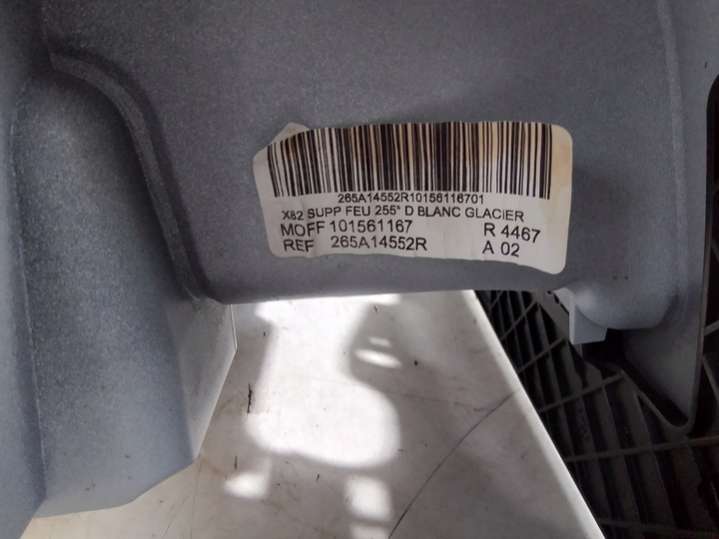 265A14552R10156116701
X82 SUPP FEU 255° D BLANC GLACIER
MOFF 101561167 R 4467
REF 265A14552R A 02